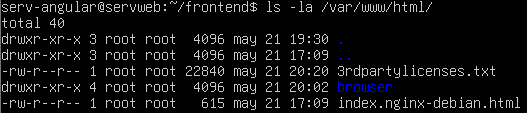 serv-angular@servweb:~/frontend$ ls -la /var/www/html/
total 40
drwxr-xr-x 3 root root  4096 may 21 19:30 .
drwxr-xr-x 3 root root  4096 may 21 17:09 ..
-rw-r--r-- 1 root root 22840 may 21 20:20 3rdpartylicenses.txt
drwxr-xr-x 4 root root  4096 may 21 20:02 browser
-rw-r--r-- 1 root root   615 may 21 17:09 index.nginx-debian.html